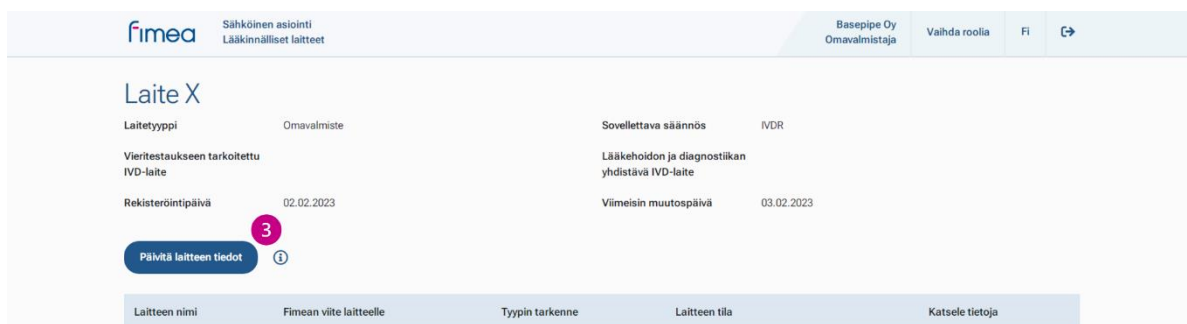 fimea
Sähköinen asiointi
Lääkinnälliset laitteet
Basepipe Oy
Omavalmistaja
Vaihda roolia
Fi
Laite X
Laitetyyppi Omavalmiste
Sovellettava säännös IVDR
Vieritestaukseen tarkoitettu
IVD-laite
Lääkehoidon ja diagnostiikan
yhdistävä IVD-laite
Rekisteröintipäivä 02.02.2023
Viimeisin muutospäivä 03.02.2023
3
Päivitä laitteen tiedot i
Laitteen nimi Fimean viite laitteelle Tyypin tarkenne Laitteen tila Katsele tietoja